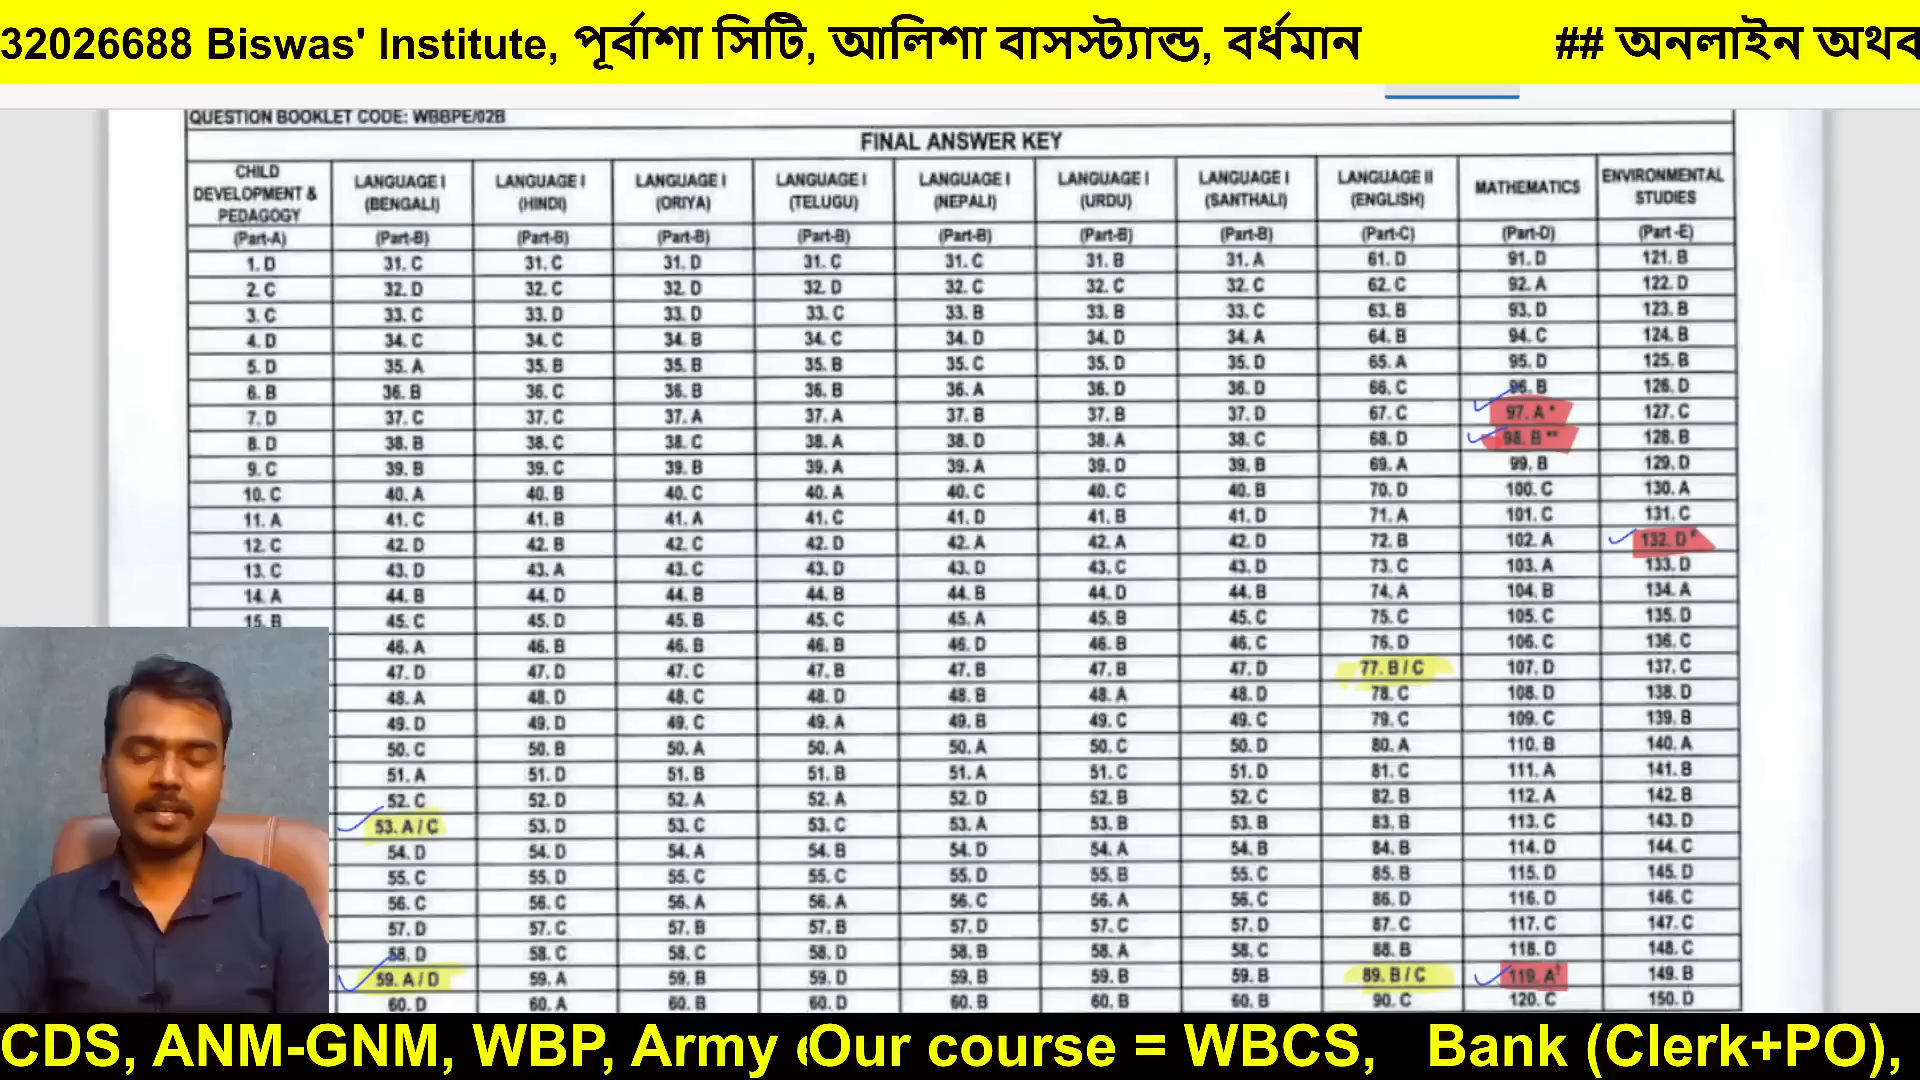 32026688 Biswas' Institute, পূর্বাশা সিটি, আলিশা বাসস্ট্যান্ড, বর্ধমান ## অনলাইন অথব
QUESTION BOOKLET CODE: WBBPE/02B
FINAL ANSWER KEY
CHILD DEVELOPMENT & PEDAGOGY LANGUAGE I (BENGALI) LANGUAGE I (HINDI) LANGUAGE I (ORIYA) LANGUAGE I (TELUGU) LANGUAGE I (NEPALI) LANGUAGE I (URDU) LANGUAGE I (SANTHALI) LANGUAGE II (ENGLISH) MATHEMATICS ENVIRONMENTAL STUDIES
(Part-A) (Part-B) (Part-B) (Part-B) (Part-B) (Part-B) (Part-B) (Part-B) (Part-C) (Part-D) (Part -E)
1. D 31. C 31. C 31. D 31. C 31. C 31. B 31. A 61. D 91. D 121. B
2. C 32. D 32. C 32. D 32. D 32. C 32. C 32. C 62. C 92. A 122. D
3. C 33. C 33. D 33. D 33. C 33. B 33. B 33. C 63. B 93. D 123. B
4. D 34. C 34. C 34. B 34. C 34. D 34. D 34. A 64. B 94. C 124. B
5. D 35. A 35. B 35. B 35. B 35. C 35. D 35. D 65. A 95. D 125. B
6. B 36. B 36. C 36. B 36. B 36. A 36. D 36. D 66. C 96. B 126. D
7. D 37. C 37. C 37. A 37. A 37. B 37. B 37. D 67. C 97. A * 127. C
8. D 38. B 38. C 38. C 38. A 38. D 38. A 38. C 68. D 98. B ** 128. B
9. C 39. B 39. C 39. B 39. A 39. A 39. D 39. B 69. A 99. B 129. D
10. C 40. A 40. B 40. C 40. A 40. C 40. C 40. B 70. D 100. C 130. A
11. A 41. C 41. B 41. A 41. C 41. D 41. B 41. D 71. A 101. C 131. C
12. C 42. D 42. B 42. C 42. D 42. A 42. A 42. D 72. B 102. A 132. D #
13. C 43. D 43. A 43. C 43. D 43. D 43. C 43. D 73. C 103. A 133. D
14. A 44. B 44. D 44. B 44. B 44. B 44. D 44. B 74. A 104. B 134. A
15. B 45. C 45. D 45. B 45. C 45. A 45. B 45. C 75. C 105. C 135. D
46. A 46. B 46. B 46. B 46. D 46. B 46. C 76. D 106. C 136. C
47. D 47. D 47. C 47. B 47. B 47. B 47. D 77. B / C 107. D 137. C
48. A 48. D 48. C 48. D 48. B 48. A 48. D 78. C 108. D 138. D
49. D 49. D 49. C 49. A 49. B 49. C 49. C 79. C 109. C 139. B
50. C 50. B 50. A 50. A 50. A 50. C 50. D 80. A 110. B 140. A
51. A 51. D 51. B 51. B 51. A 51. C 51. D 81. C 111. A 141. B
52. C 52. D 52. A 52. A 52. D 52. B 52. C 82. B 112. A 142. B
53. A / C 53. D 53. C 53. C 53. A 53. B 53. B 83. B 113. C 143. D
54. D 54. D 54. A 54. B 54. D 54. A 54. B 84. B 114. D 144. C
55. C 55. D 55. C 55. C 55. D 55. B 55. C 85. B 115. D 145. D
56. C 56. C 56. A 56. A 56. C 56. A 56. C 86. D 116. D 146. C
57. D 57. C 57. B 57. B 57. D 57. C 57. D 87. C 117. C 147. C
58. D 58. C 58. C 58. D 58. B 58. A 58. C 88. B 118. D 148. C
59. A / D 59. A 59. B 59. D 59. B 59. B 59. B 89. B / C 119. A 149. B
60. D 60. A 60. B 60. D 60. B 60. B 60. B 90. C 120. C 150. D
CDS, ANM-GNM, WBP, Army Our course = WBCS, Bank (Clerk+PO),